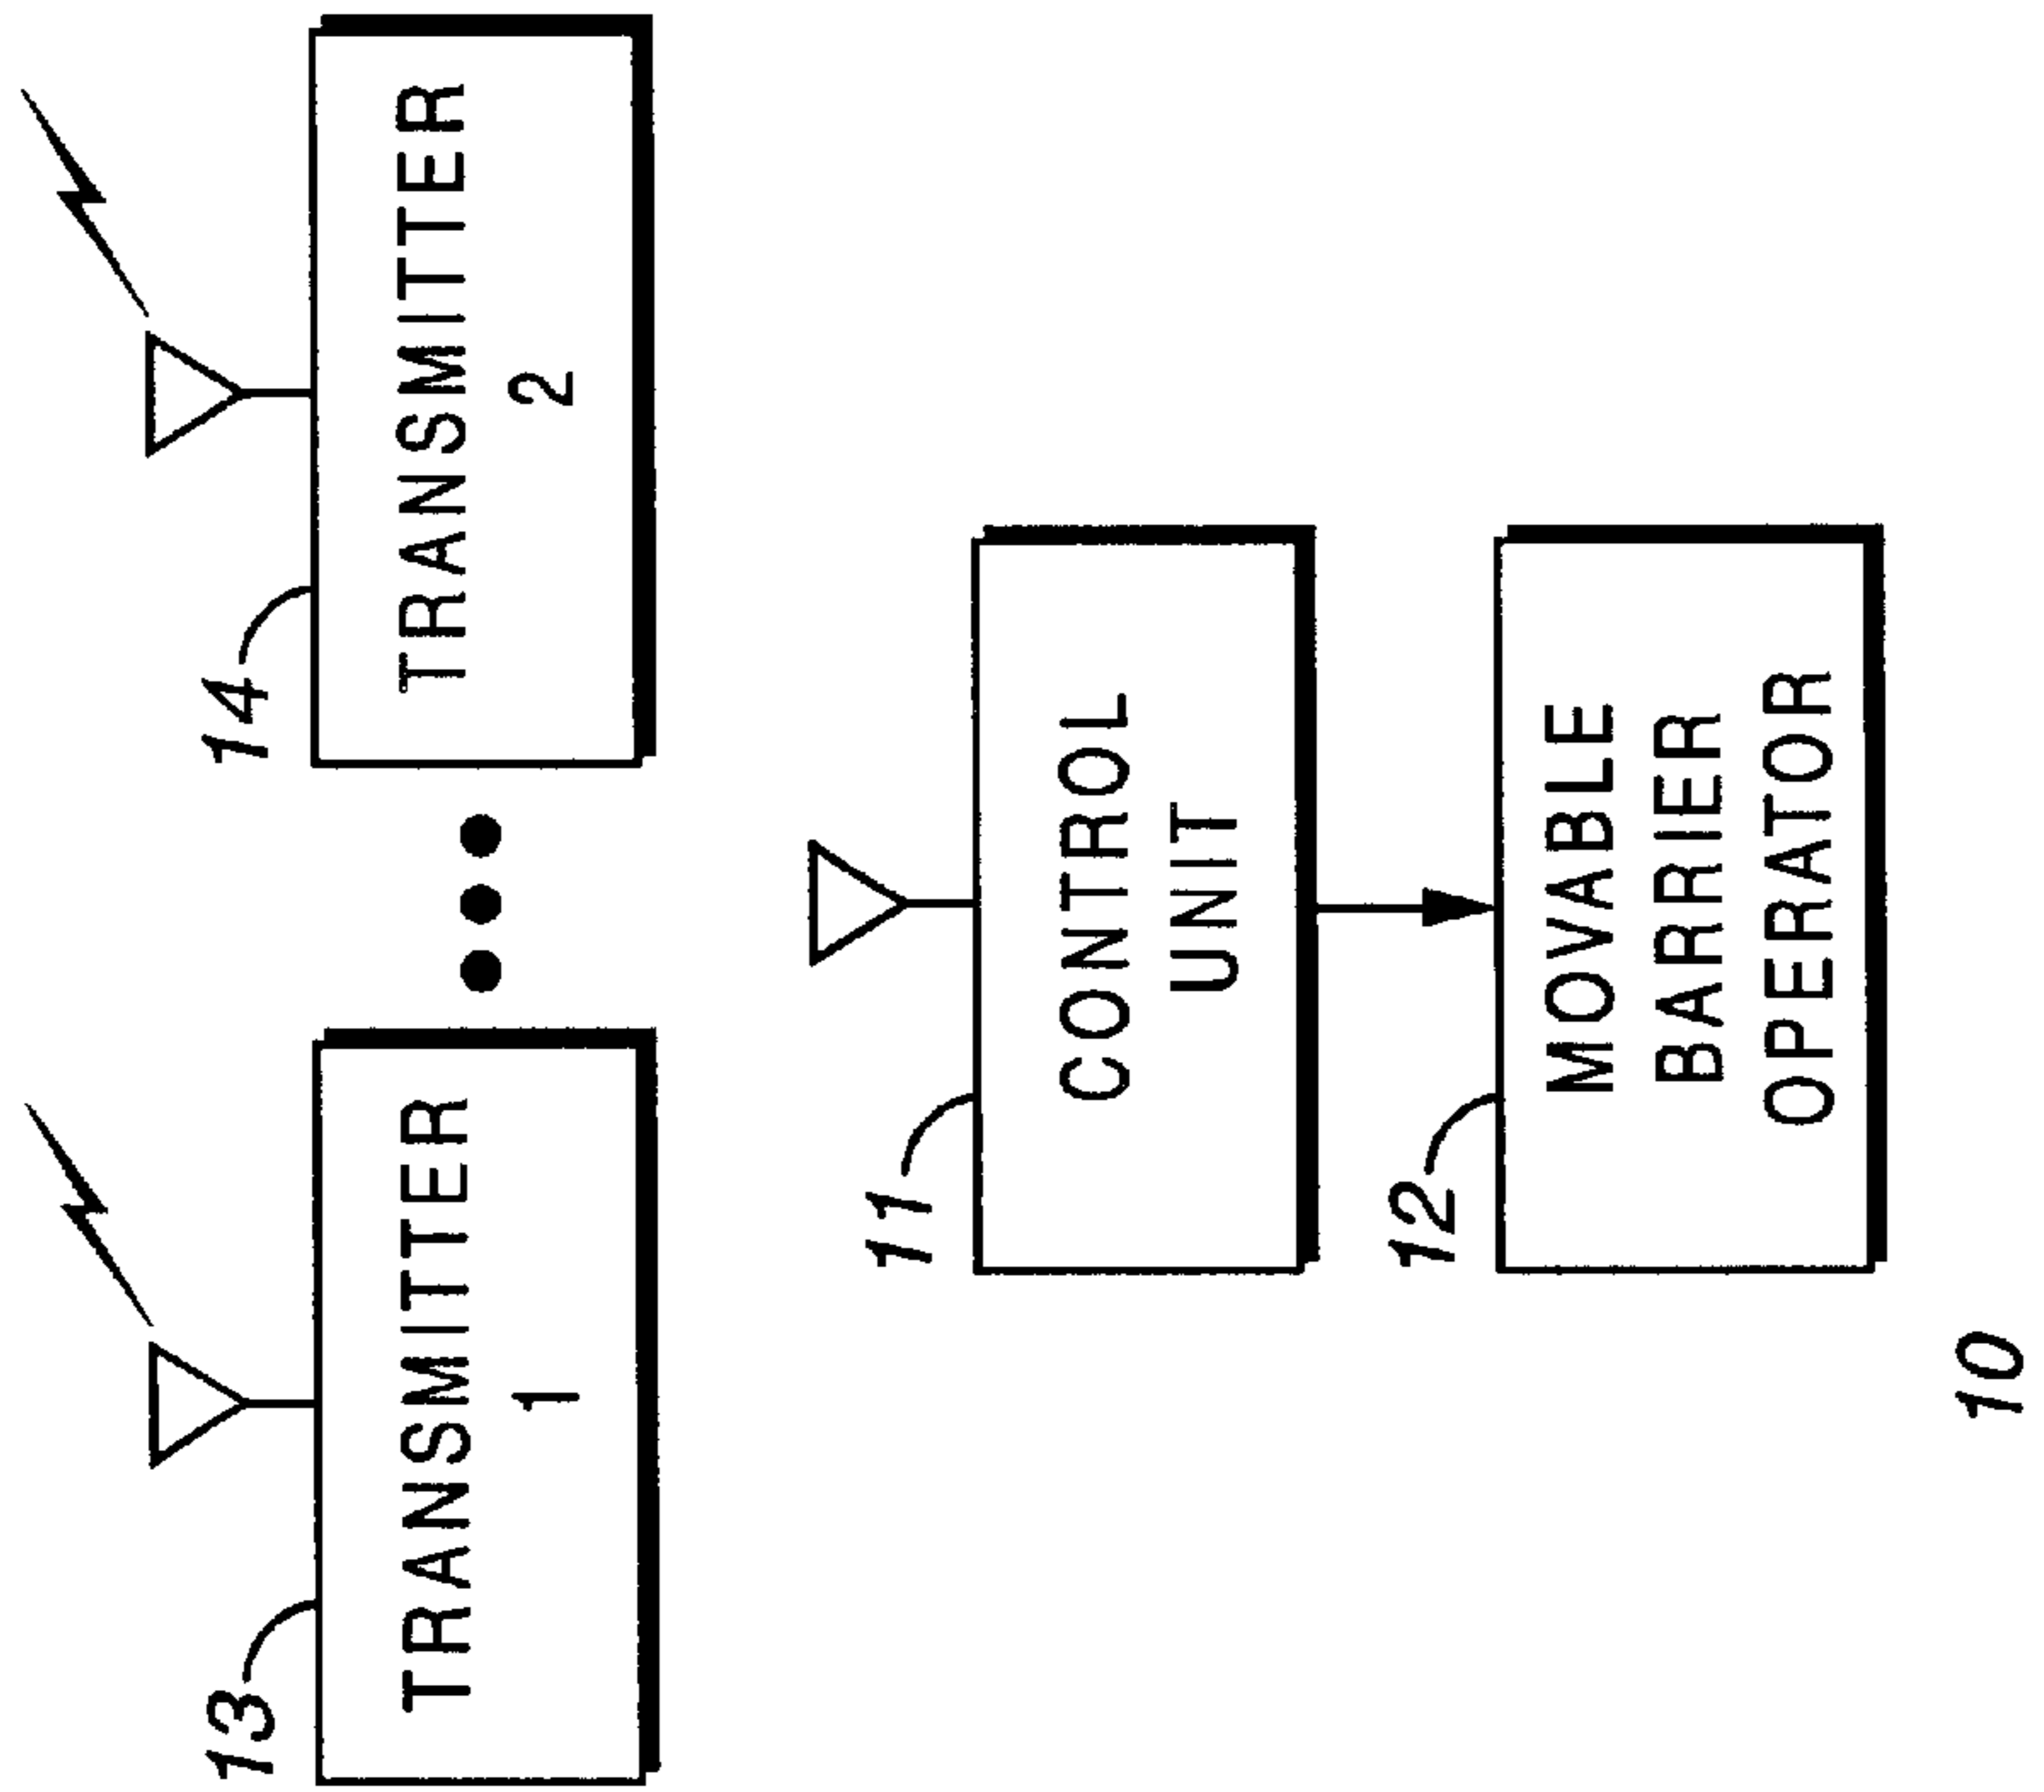 13
TRANSMITTER
1
14
TRANSMITTER
2
11
CONTROL
UNIT
12
MOVABLE
BARRIER
OPERATOR
10